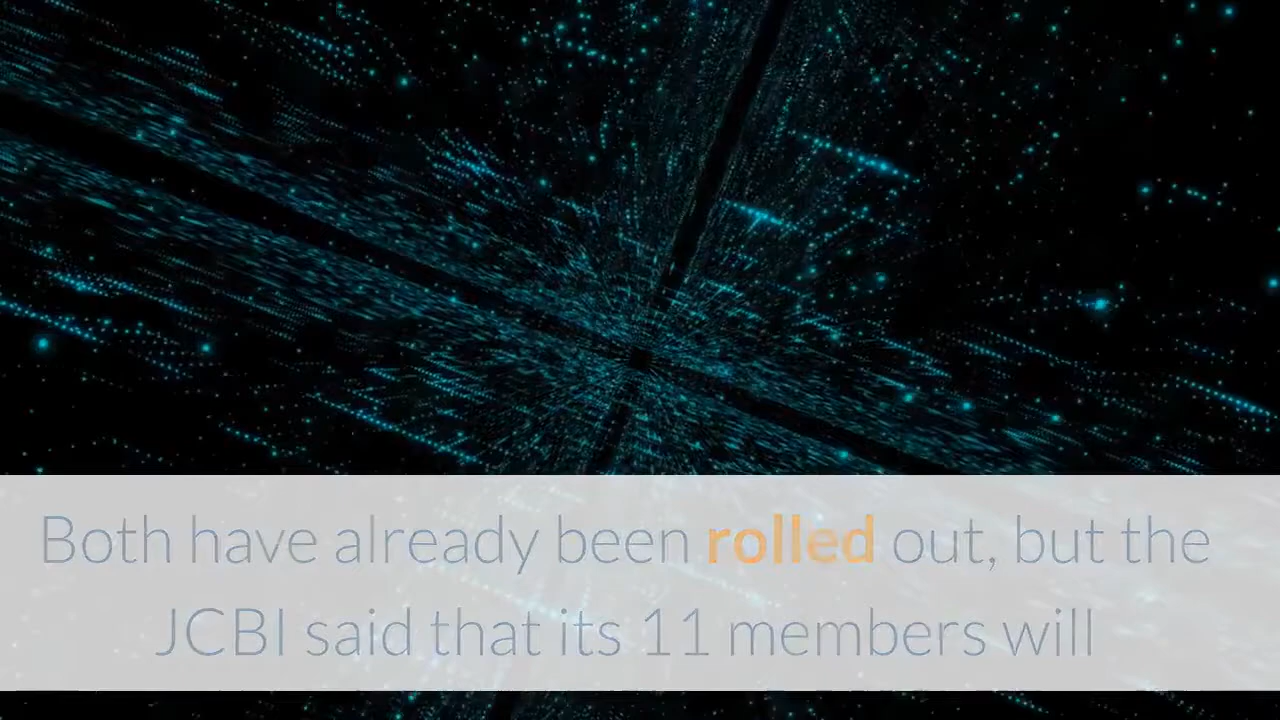 Both have already been rolled out, but the
JCBI said that its 11 members will